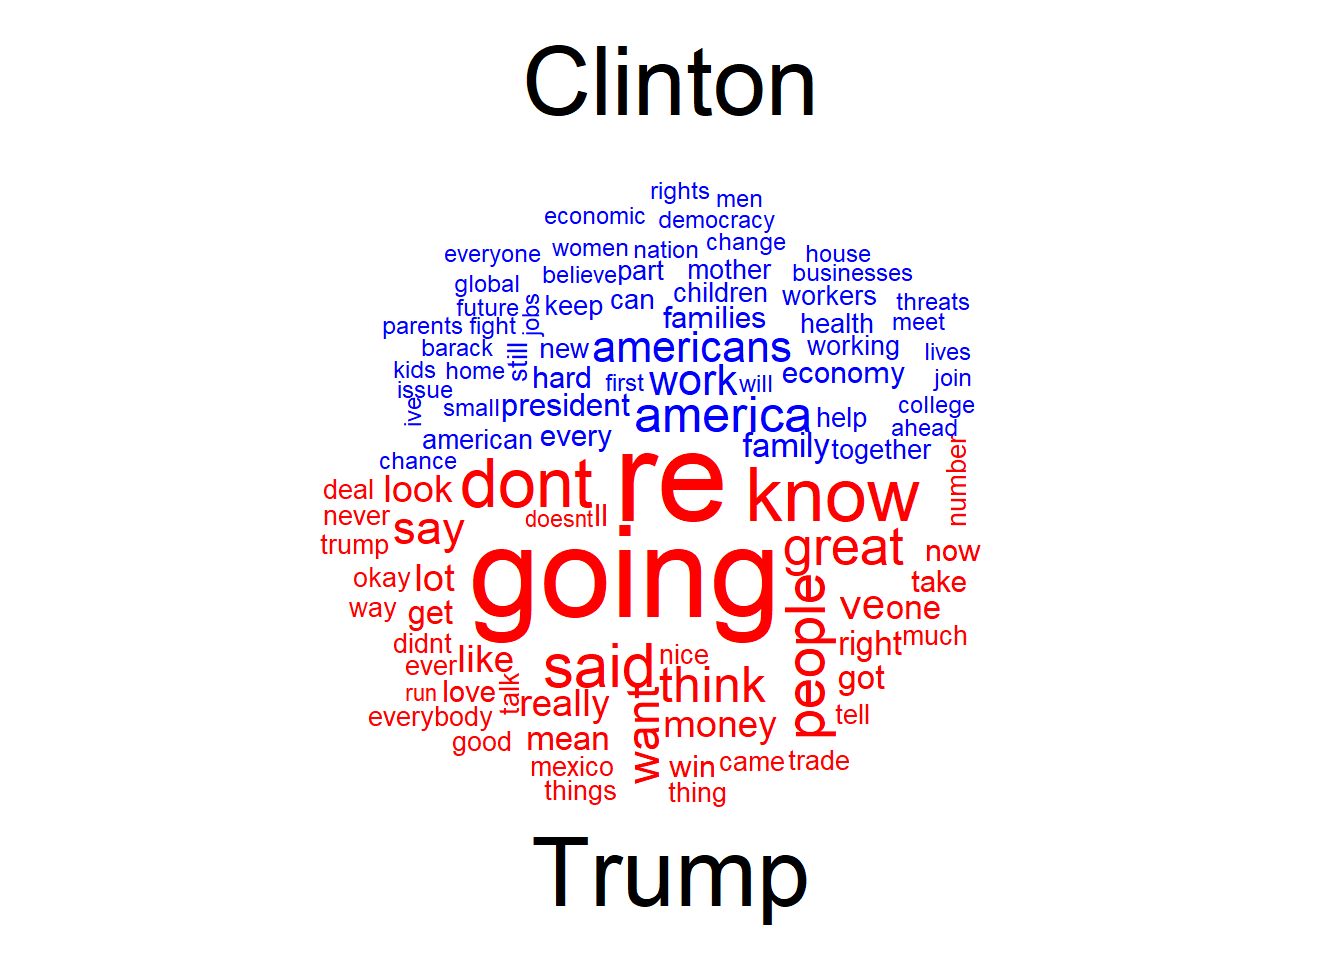 Clinton
rights men
economic democracy
everyone women nation change house
global believe part mother businesses
future jobs keep can children workers threats
parents fight families health meet
barack still new americans working lives
kids home hard first work will economy join
issue ive small president america help college
american every family together ahead
chance
deal look dont re know number
never say doesnt ll great now
trump going
okay lot take
way get people ve one
didnt said nice right much
ever like think got
run love talk really want money tell
everybody
good mean win came trade
mexico
things thing
Trump